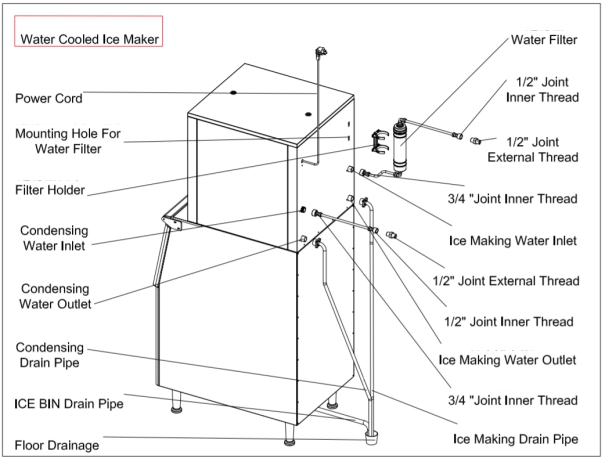 Water Cooled Ice Maker
Power Cord
Mounting Hole For
Water Filter
Filter Holder
Condensing
Water Inlet
Condensing
Water Outlet
Condensing
Drain Pipe
ICE BIN Drain Pipe
Floor Drainage
Water Filter
1/2" Joint
Inner Thread
1/2" Joint
External Thread
3/4 "Joint Inner Thread
Ice Making Water Inlet
1/2" Joint External Thread
1/2" Joint Inner Thread
Ice Making Water Outlet
3/4 "Joint Inner Thread
Ice Making Drain Pipe